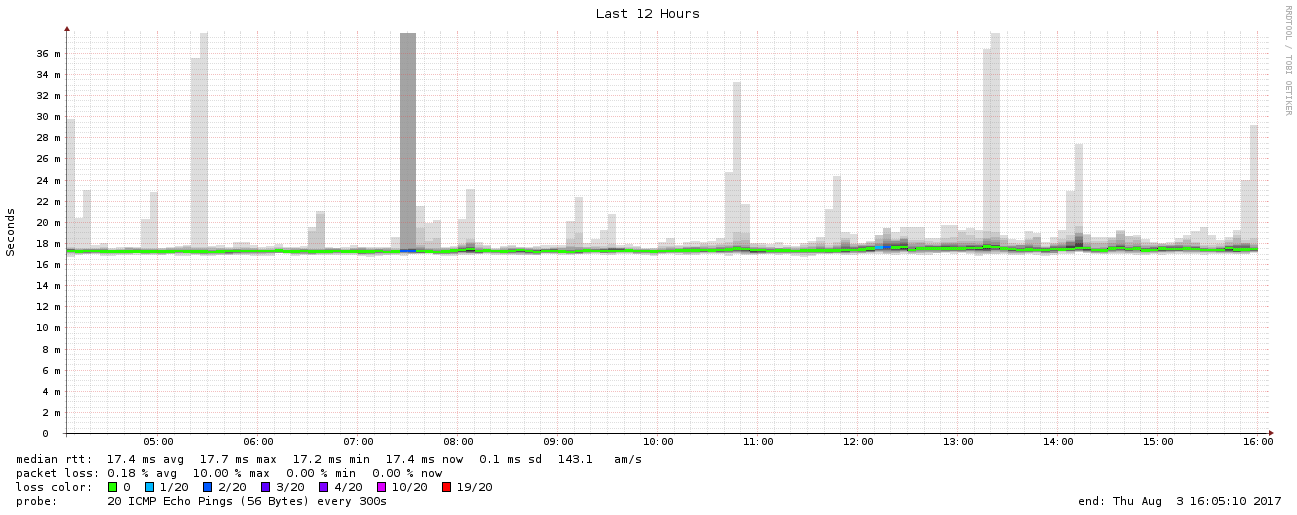 Last 12 Hours
RRDTOOL / TOBI OETIKER
Seconds
36 m
34 m
32 m
30 m
28 m
26 m
24 m
22 m
20 m
18 m
16 m
14 m
12 m
10 m
8 m
6 m
4 m
2 m
0
05:00 06:00 07:00 08:00 09:00 10:00 11:00 12:00 13:00 14:00 15:00 16:00
median rtt: 17.4 ms avg 17.7 ms max 17.2 ms min 17.4 ms now 0.1 ms sd 143.1 am/s
packet loss: 0.18 % avg 10.00 % max 0.00 % min 0.00 % now
loss color: 0 1/20 2/20 3/20 4/20 10/20 19/20
probe: 20 ICMP Echo Pings (56 Bytes) every 300s end: Thu Aug 3 16:05:10 2017